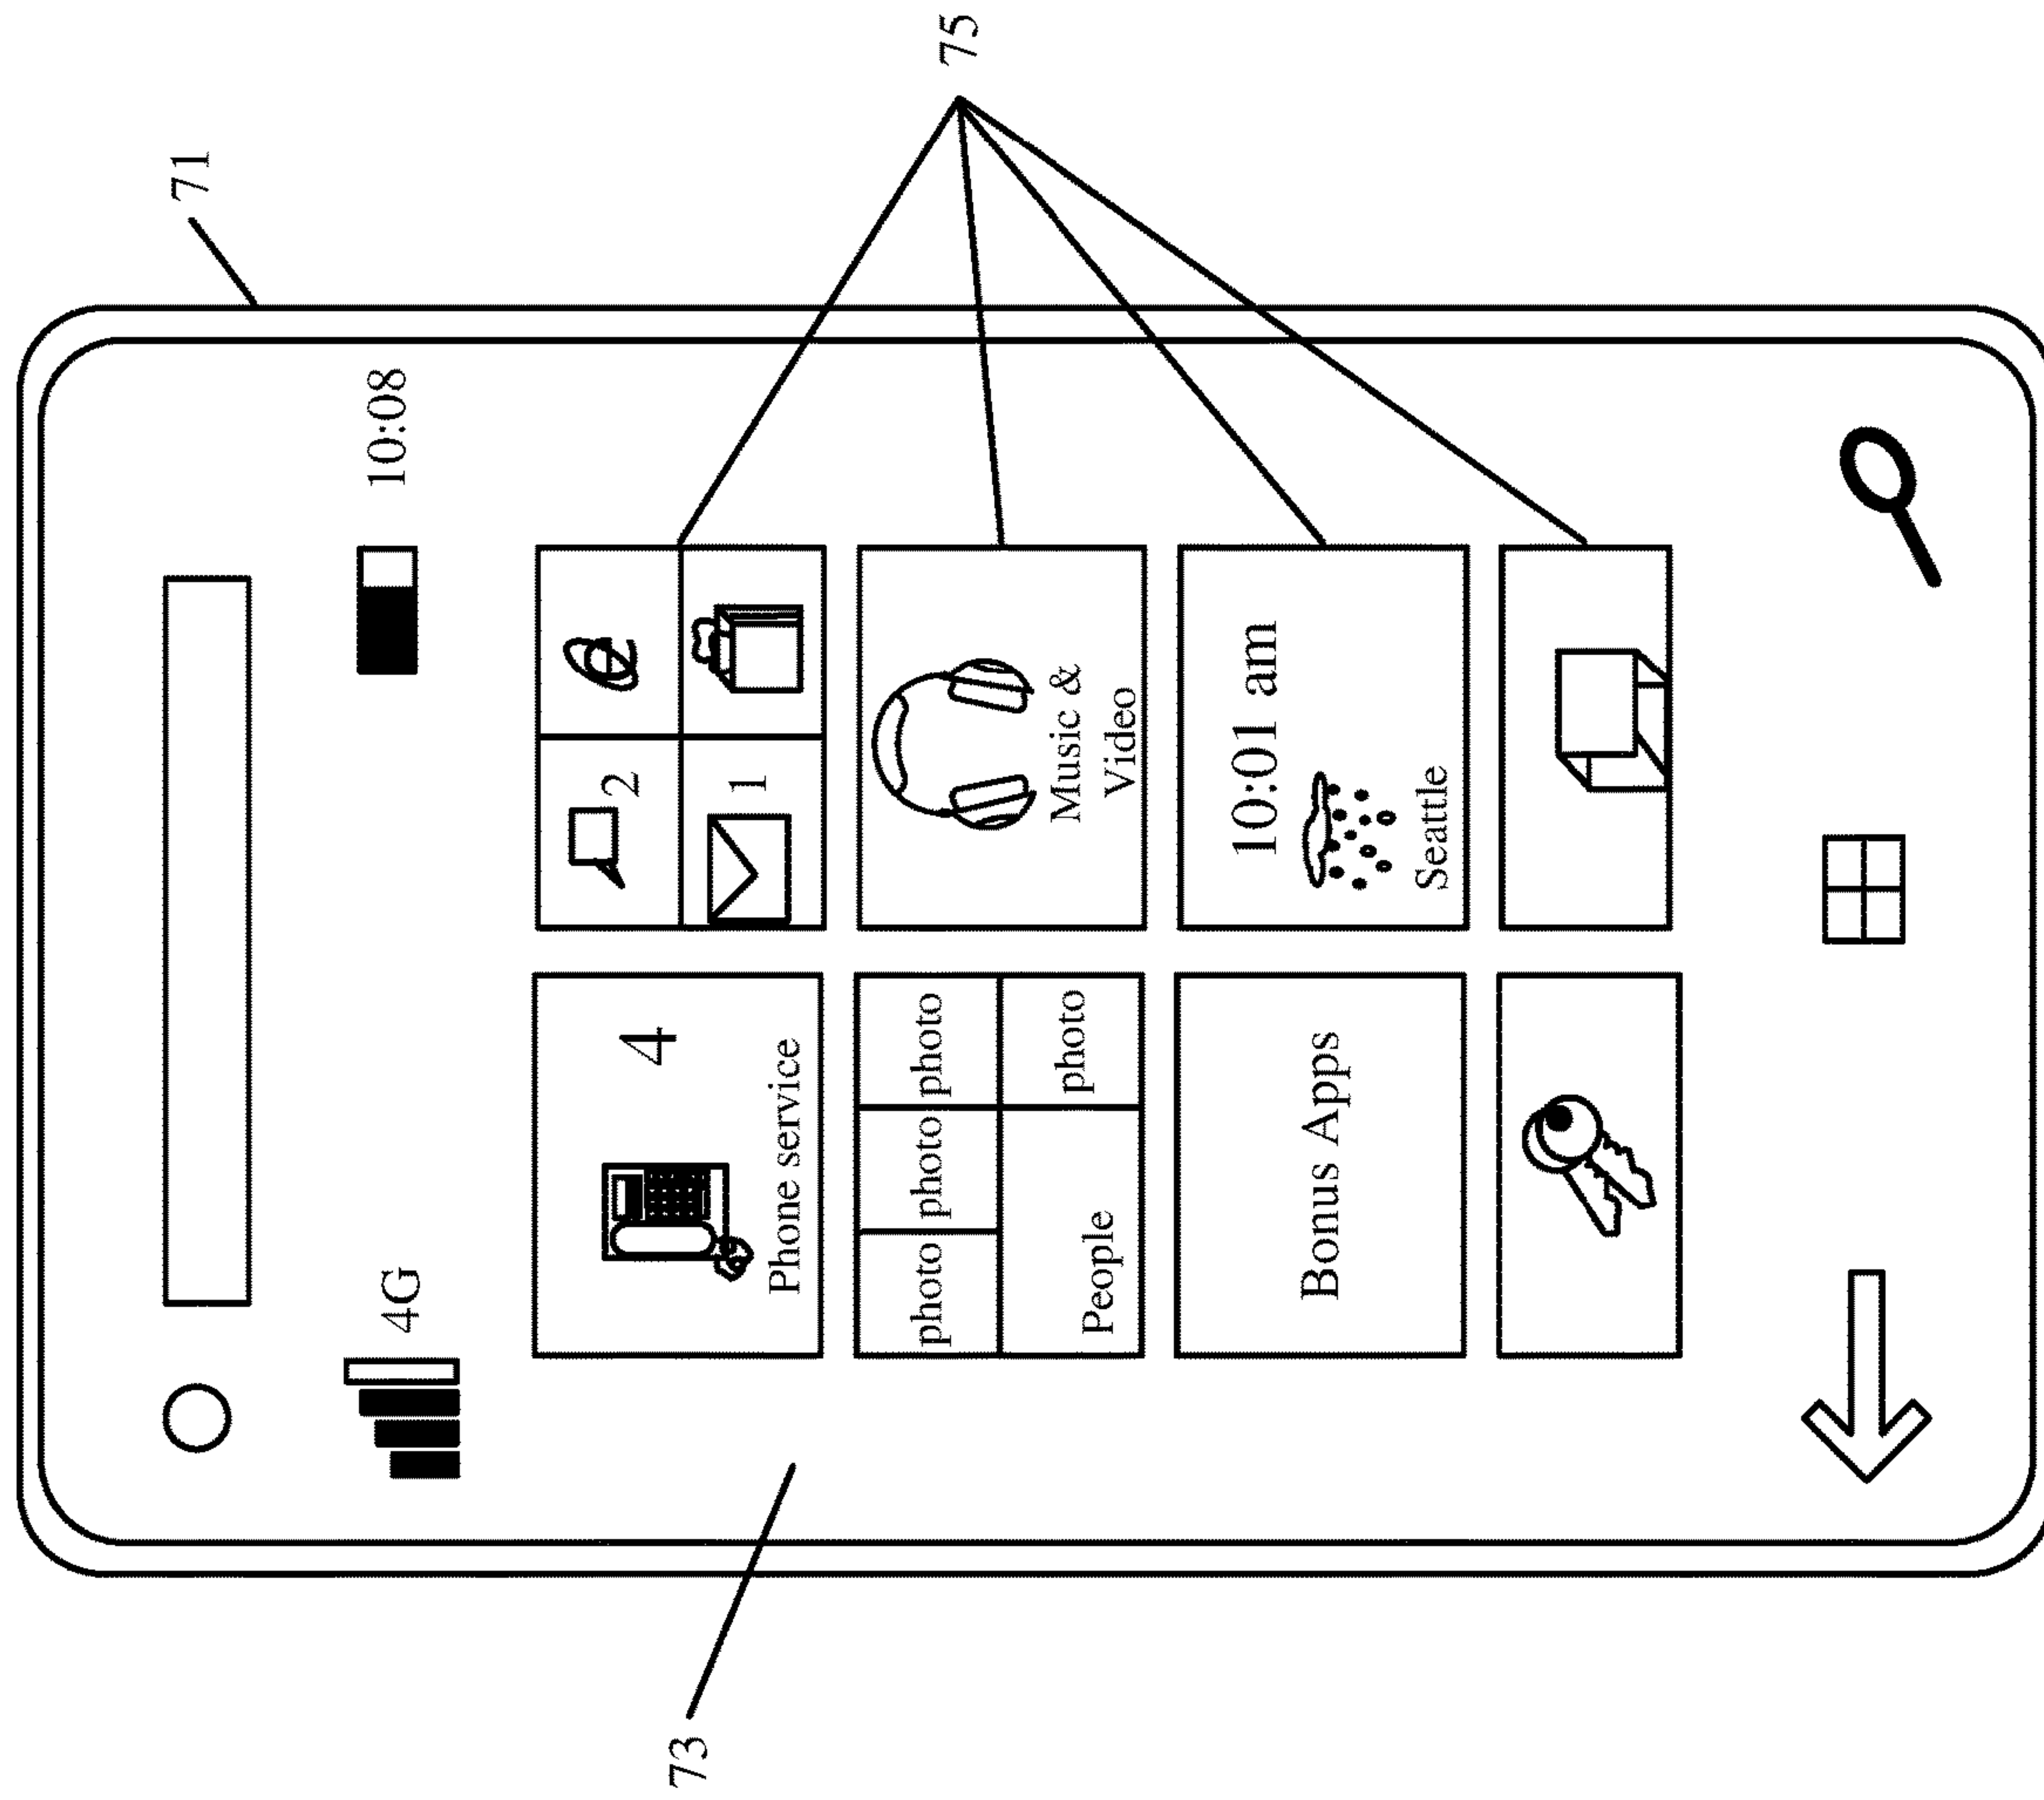 71
4G
10:08
75
4
Phone service
2
1
photo
photo
photo
photo
People
Music &
Video
Bonus Apps
10:01 am
Seattle
73